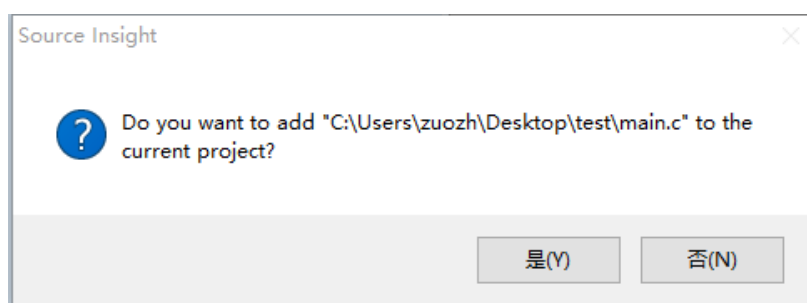 Source Insight
Do you want to add "C:\Users\zuozh\Desktop\test\main.c" to the
current project?
是(Y)
否(N)